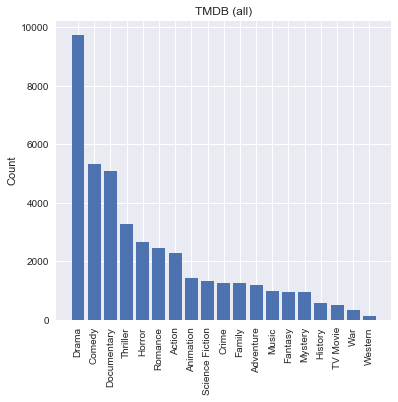 TMDB (all)
Count
10000
8000
6000
4000
2000
0
Drama
Comedy
Documentary
Thriller
Horror
Romance
Action
Animation
Science Fiction
Crime
Family
Adventure
Music
Fantasy
Mystery
History
TV Movie
War
Western